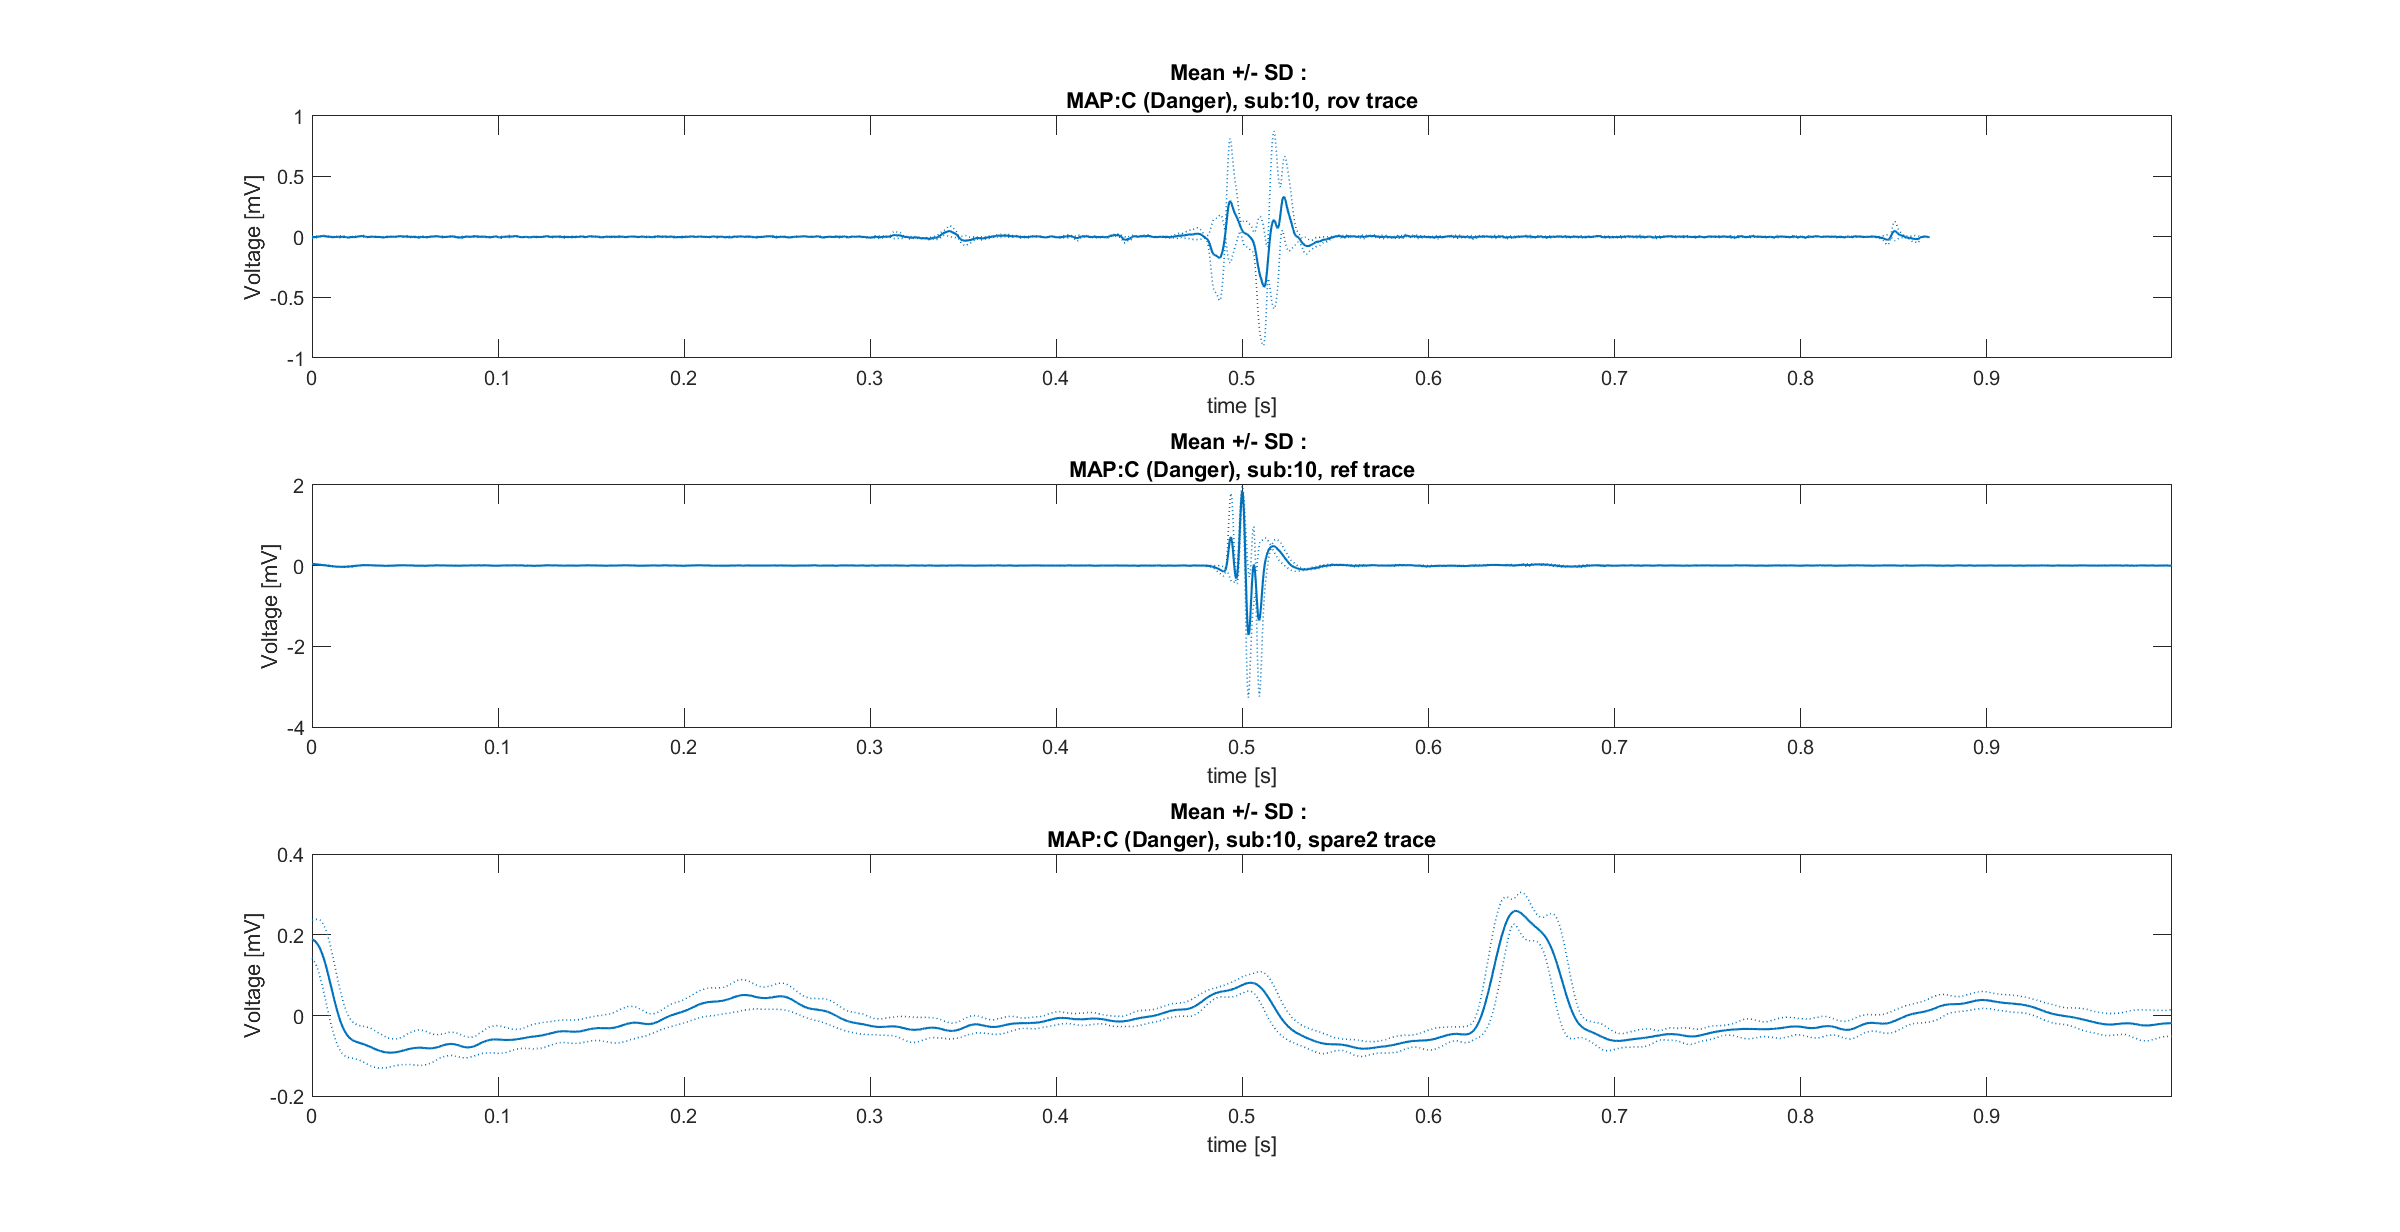 Mean +/- SD :
MAP:C (Danger), sub:10, rov trace
1
0.5
0
-0.5
-1
Voltage [mV]
0 0.1 0.2 0.3 0.4 0.5 0.6 0.7 0.8 0.9
time [s]
Mean +/- SD :
MAP:C (Danger), sub:10, ref trace
2
0
-2
-4
Voltage [mV]
0 0.1 0.2 0.3 0.4 0.5 0.6 0.7 0.8 0.9
time [s]
Mean +/- SD :
MAP:C (Danger), sub:10, spare2 trace
0.4
0.2
0
-0.2
Voltage [mV]
0 0.1 0.2 0.3 0.4 0.5 0.6 0.7 0.8 0.9
time [s]